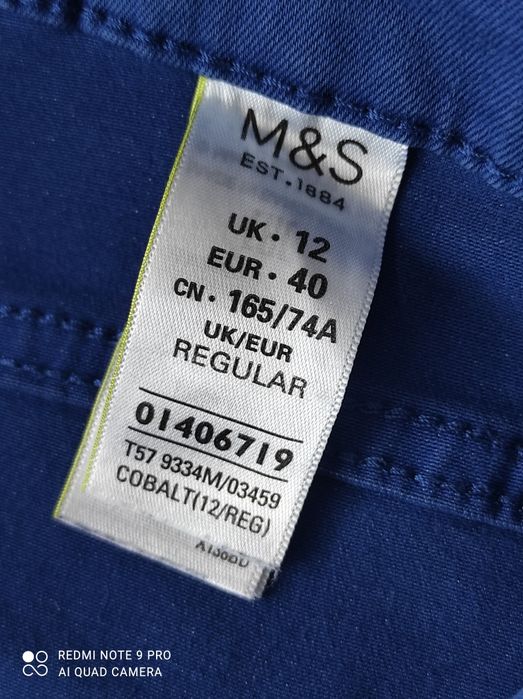 M&S
EST. 1884
UK • 12
EUR • 40
CN • 165/74A
UK/EUR
REGULAR
01406719
T57 9334M/03459
COBALT(12/REG)
REDMI NOTE 9 PRO
AI QUAD CAMERA